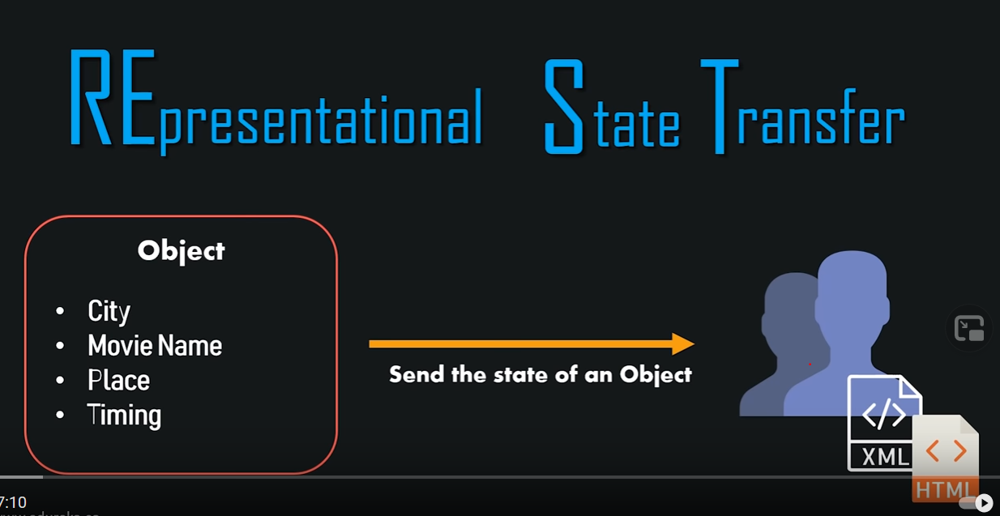 REpresentational State Transfer
Object
• City
• Movie Name
• Place
• Timing
Send the state of an Object
</>
XML
< >
HTML
7:10